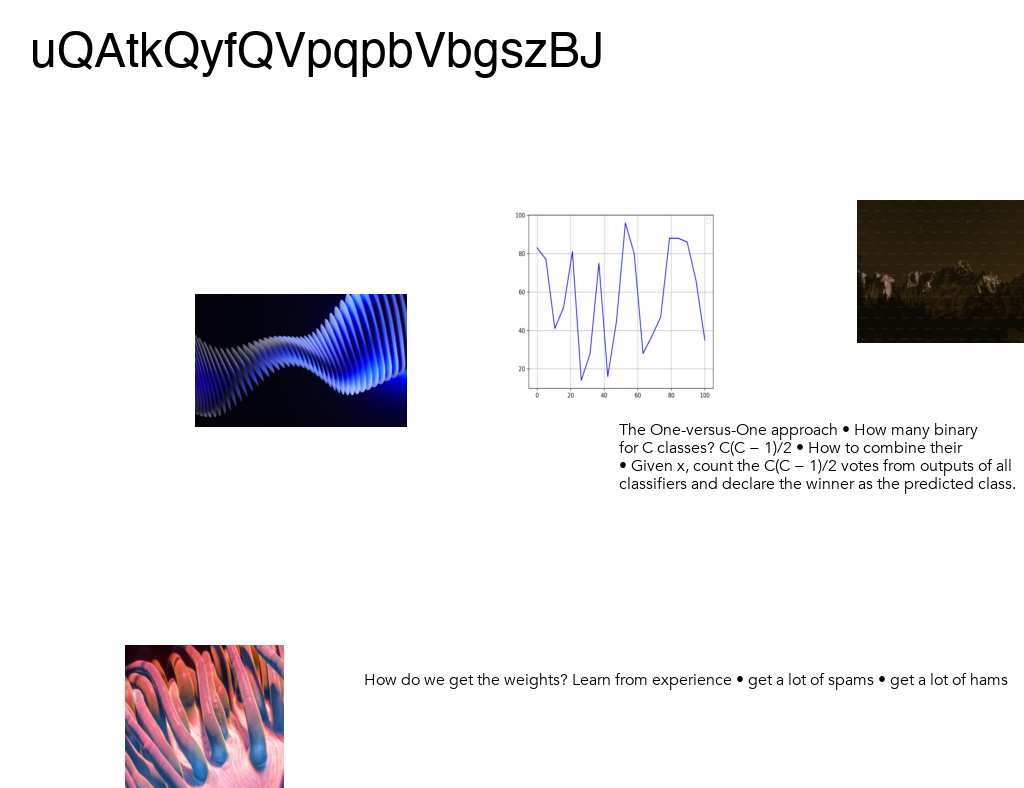 uQAtkQyfQVpqpbVbgszBJ
100
80
60
40
20
0 20 40 60 80 100
The One-versus-One approach • How many binary
for C classes? C(C − 1)/2 • How to combine their
• Given x, count the C(C − 1)/2 votes from outputs of all
classifiers and declare the winner as the predicted class.
How do we get the weights? Learn from experience • get a lot of spams • get a lot of hams